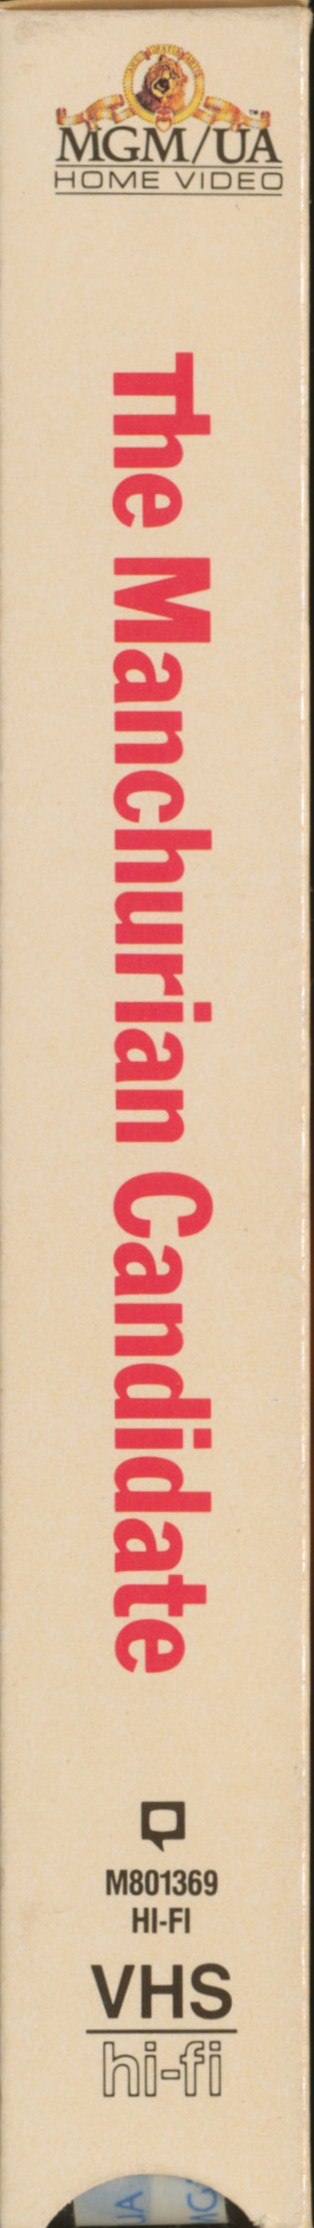 MGM/UA
HOME VIDEO
The Manchurian Candidate
M801369
HI-FI
VHS
hi-fi